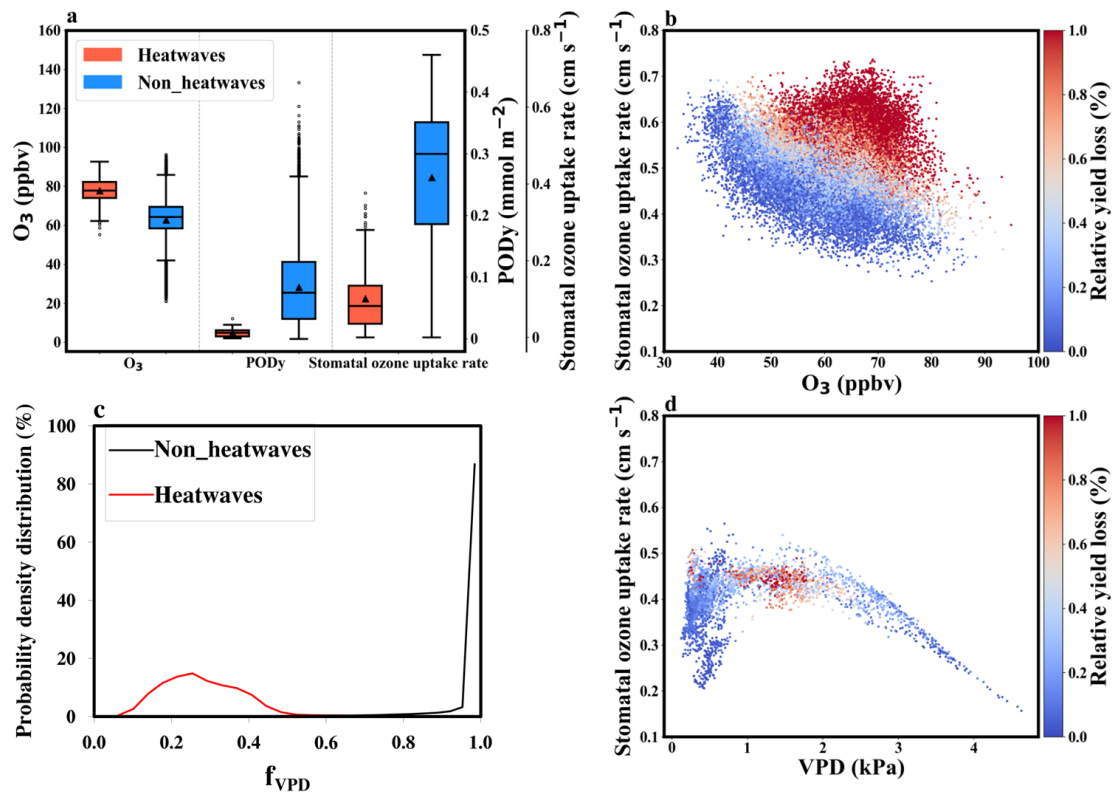 a
160
140
120
100
80
60
40
20
0
O₃ (ppbv)
Heatwaves
Non_heatwaves
O₃
PODy
Stomatal ozone uptake rate
0.5
0.4
0.3
0.2
0.1
0
PODy (mmol m⁻²)
0.8
0.6
0.4
0.2
0
Stomatal ozone uptake rate (cm s⁻¹)
b
0.8
0.7
0.6
0.5
0.4
0.3
0.2
0.1
Stomatal ozone uptake rate (cm s⁻¹)
30 40 50 60 70 80 90 100
O₃ (ppbv)
1.0
0.8
0.6
0.4
0.2
0.0
Relative yield loss (%)
c
100
80
60
40
20
0
Probability density distribution (%)
Non_heatwaves
Heatwaves
0.0 0.2 0.4 0.6 0.8 1.0
fVPD
d
0.8
0.7
0.6
0.5
0.4
0.3
0.2
0.1
Stomatal ozone uptake rate (cm s⁻¹)
0 1 2 3 4
VPD (kPa)
1.0
0.8
0.6
0.4
0.2
0.0
Relative yield loss (%)